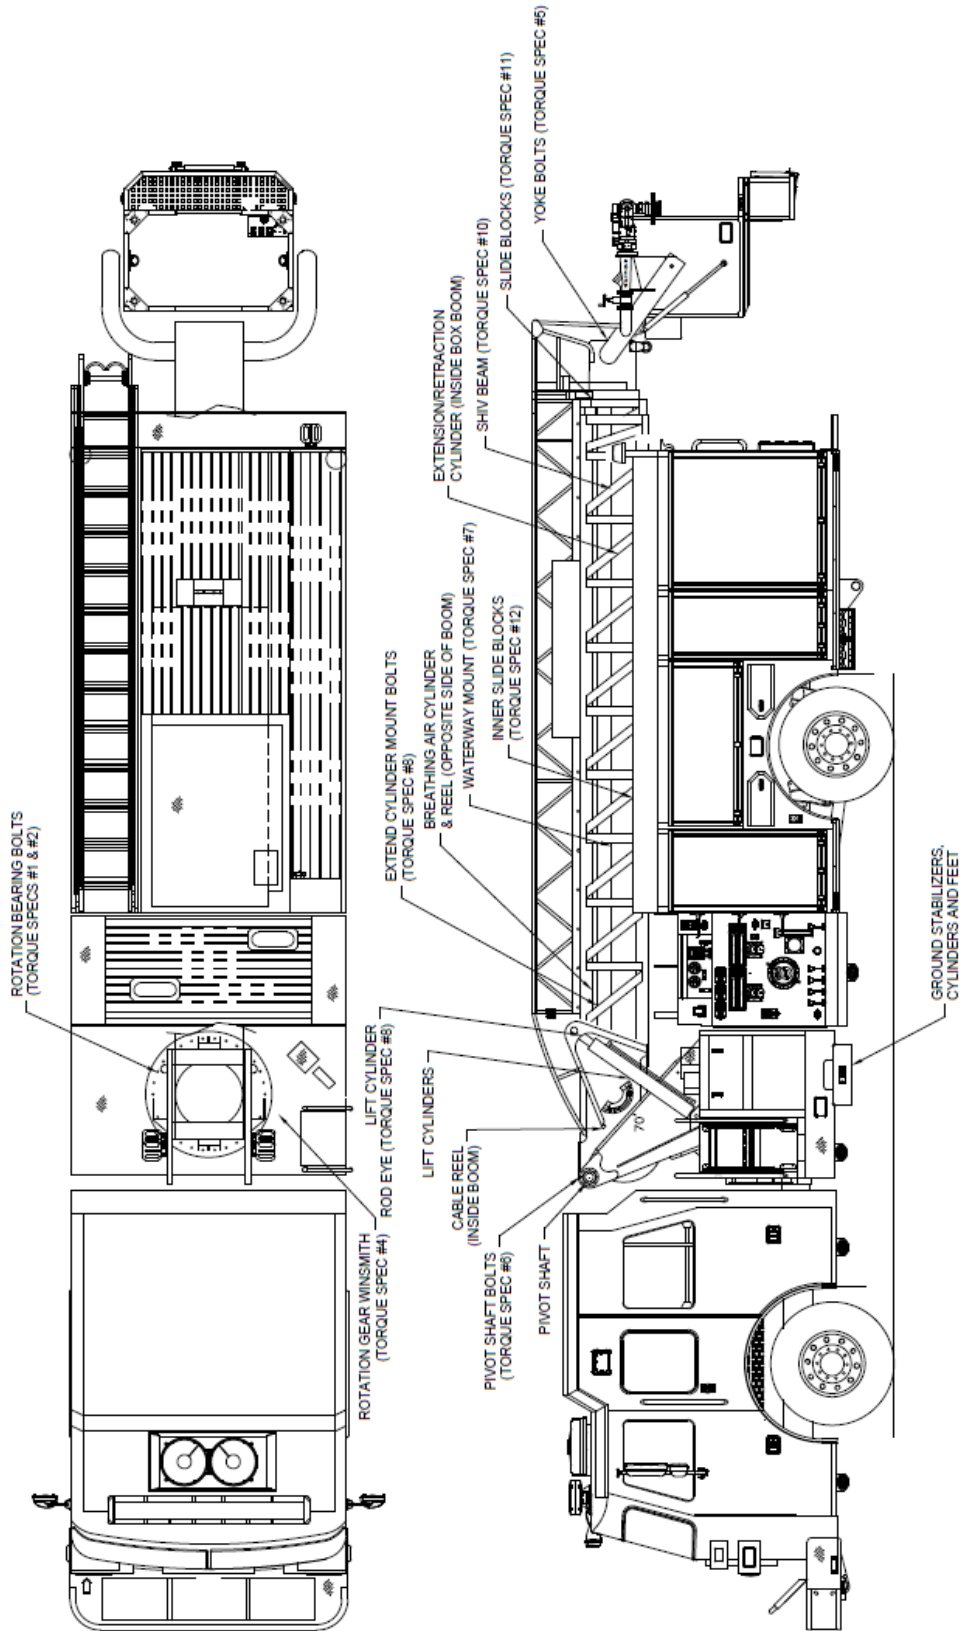 ROTATION BEARING BOLTS
(TORQUE SPECS #1 & #2)
ROTATION GEAR WINSMITH
(TORQUE SPEC #4)
LIFT CYLINDER
ROD EYE (TORQUE SPEC #8)
EXTEND CYLINDER MOUNT BOLTS
(TORQUE SPEC #8)
BREATHING AIR CYLINDER
& REEL (OPPOSITE SIDE OF BOOM)
WATERWAY MOUNT (TORQUE SPEC #7)
INNER SLIDE BLOCKS
(TORQUE SPEC #12)
EXTENSION/RETRACTION
CYLINDER (INSIDE BOX BOOM)
SHIV BEAM (TORQUE SPEC #10)
SLIDE BLOCKS (TORQUE SPEC #11)
YOKE BOLTS (TORQUE SPEC #5)
LIFT CYLINDERS
CABLE REEL
(INSIDE BOOM)
PIVOT SHAFT BOLTS
(TORQUE SPEC #6)
PIVOT SHAFT
70°
GROUND STABILIZERS,
CYLINDERS AND FEET